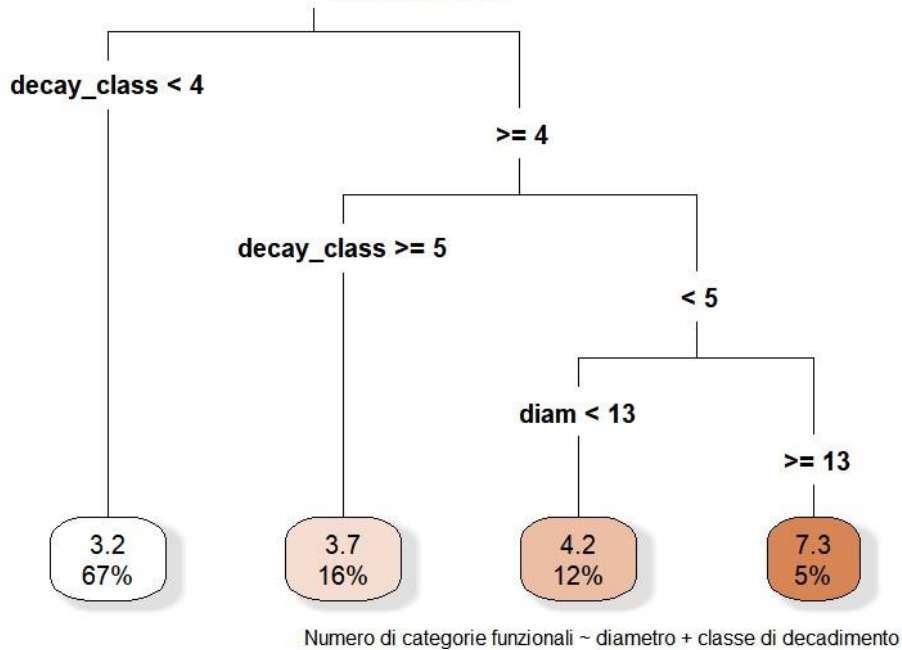 decay_class < 4
>= 4
decay_class >= 5
< 5
diam < 13
>= 13
3.2
67%
3.7
16%
4.2
12%
7.3
5%
Numero di categorie funzionali ~ diametro + classe di decadimento